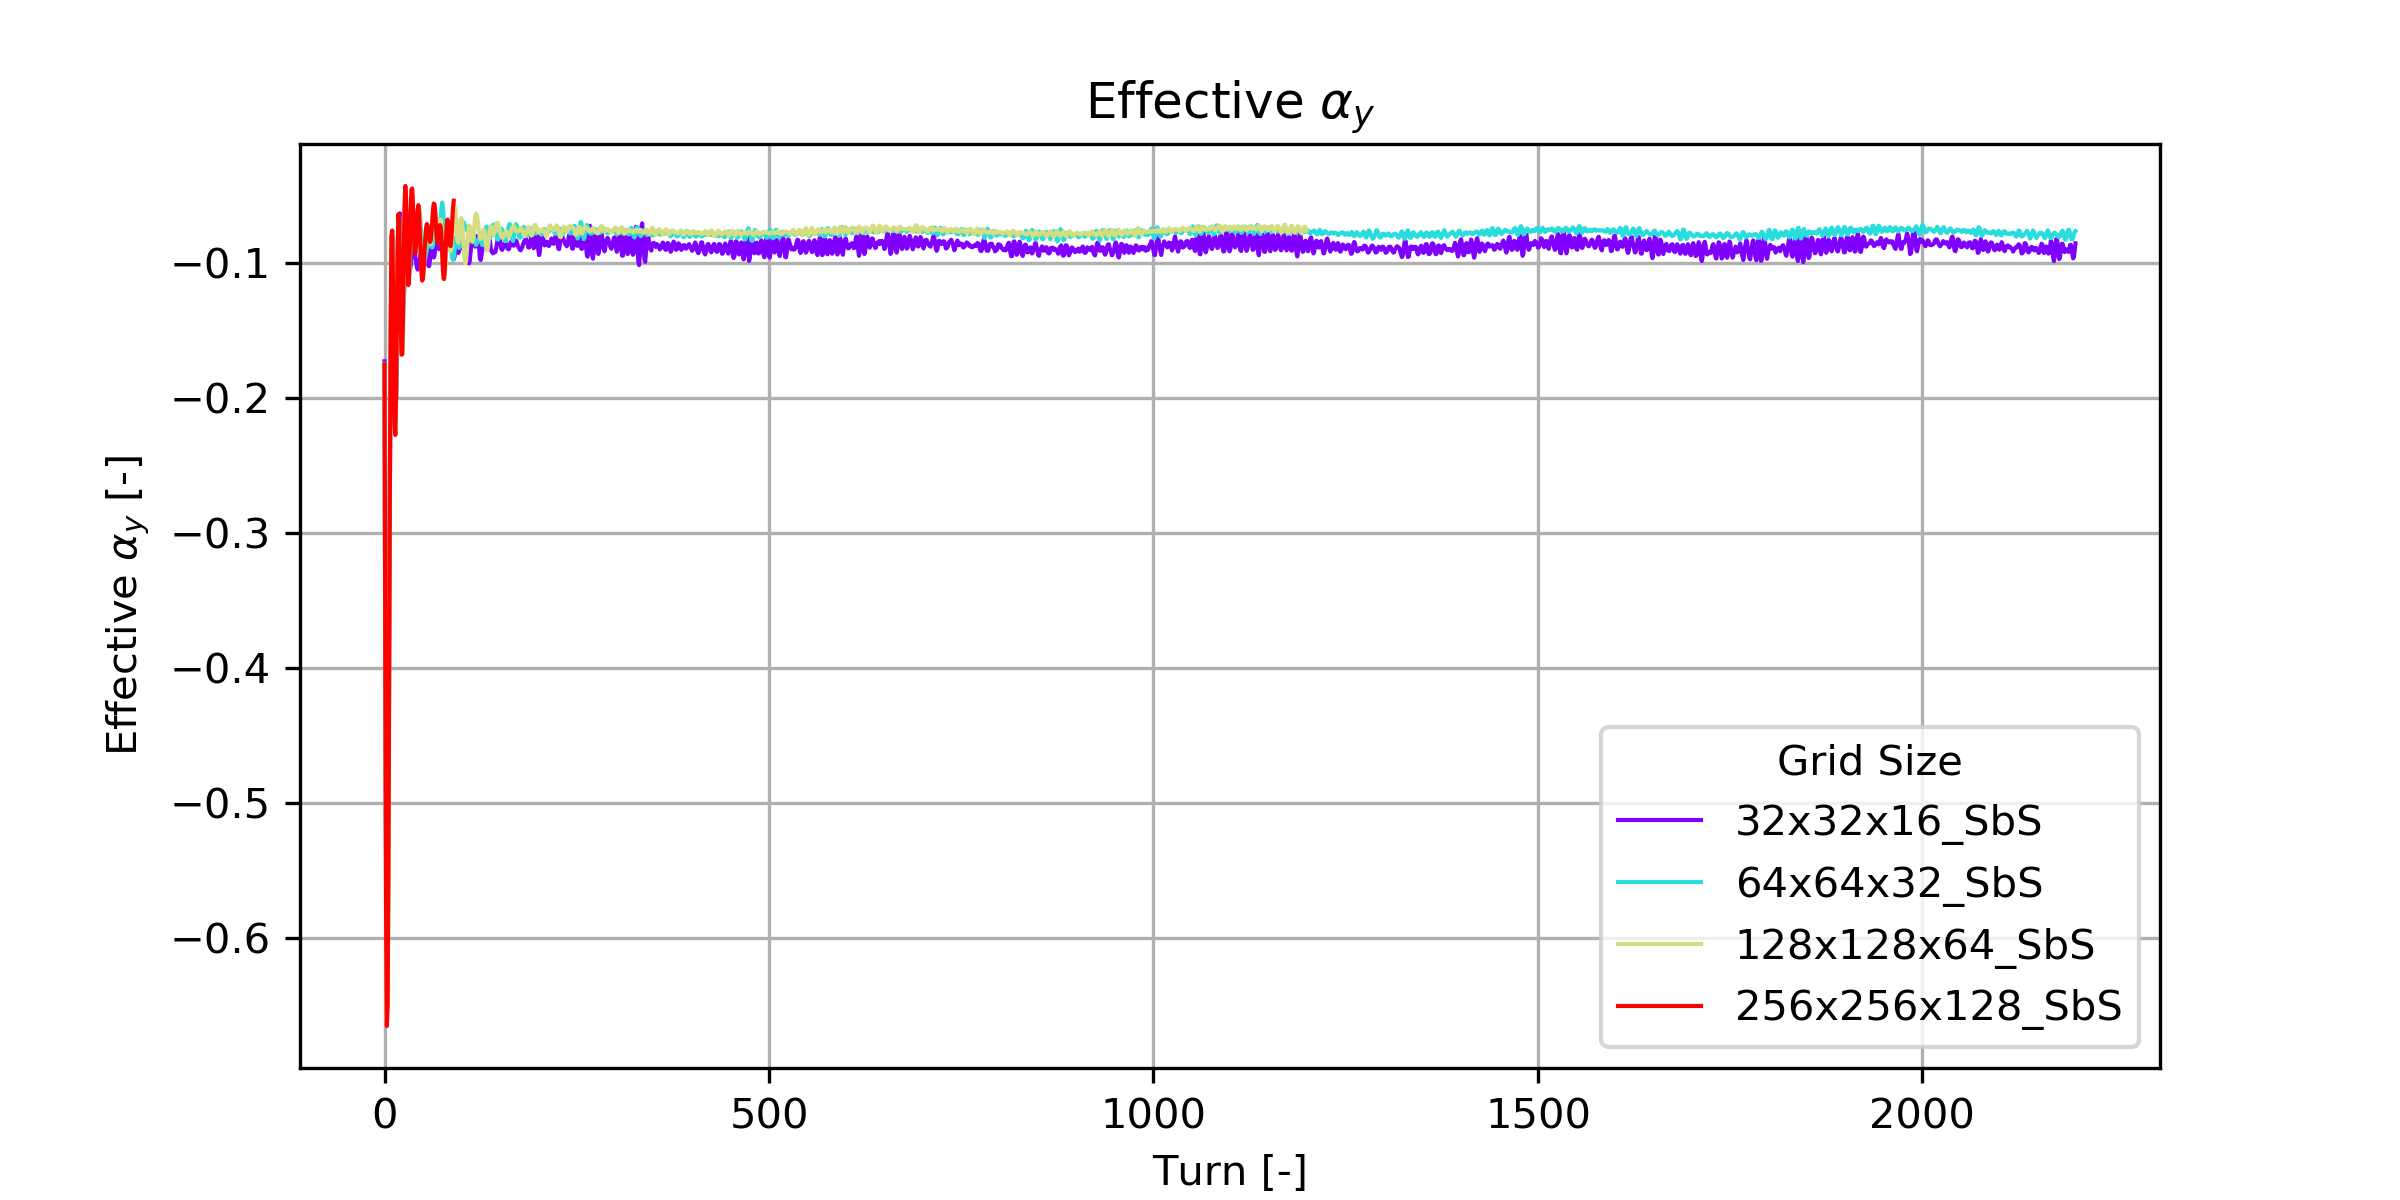 Effective αy
Effective αy [-]
−0.1
−0.2
−0.3
−0.4
−0.5
−0.6
0
500
1000
1500
2000
Turn [-]
Grid Size
32x32x16_SbS
64x64x32_SbS
128x128x64_SbS
256x256x128_SbS